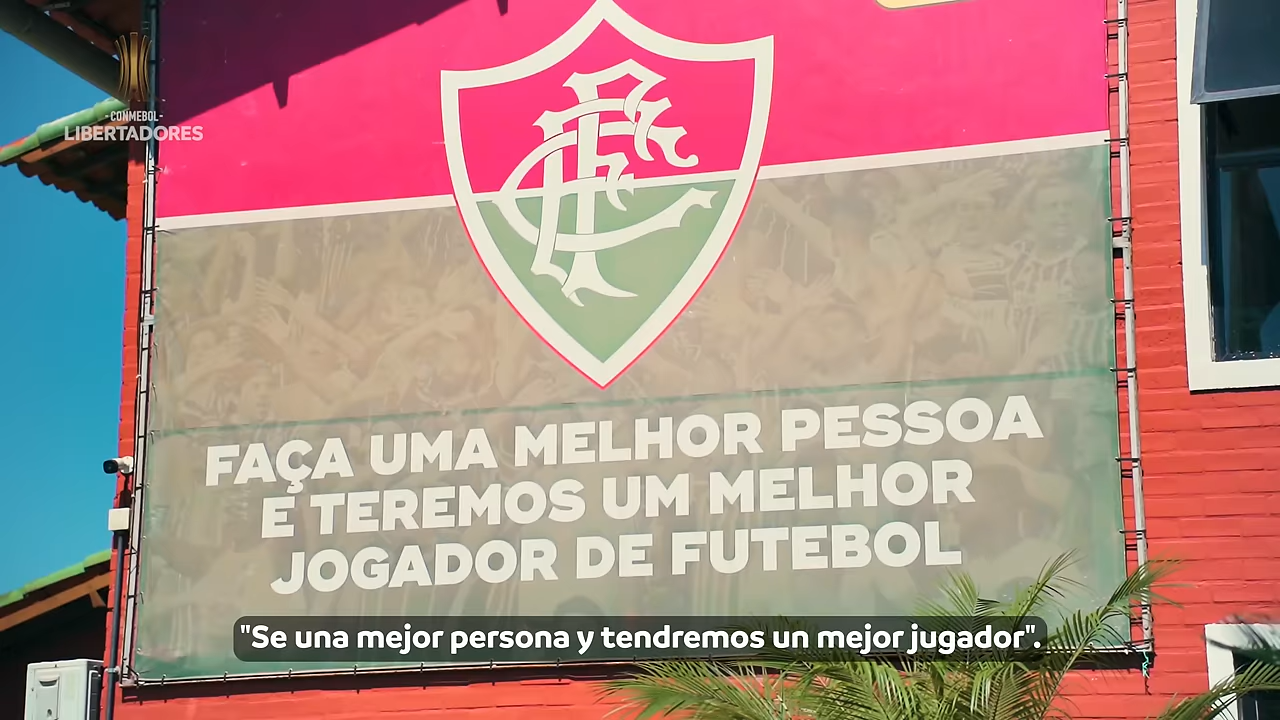 -CONMEBOL-
LIBERTADORES
FFC
FAÇA UMA MELHOR PESSOA
E TEREMOS UM MELHOR
JOGADOR DE FUTEBOL
"Se una mejor persona y tendremos un mejor jugador".